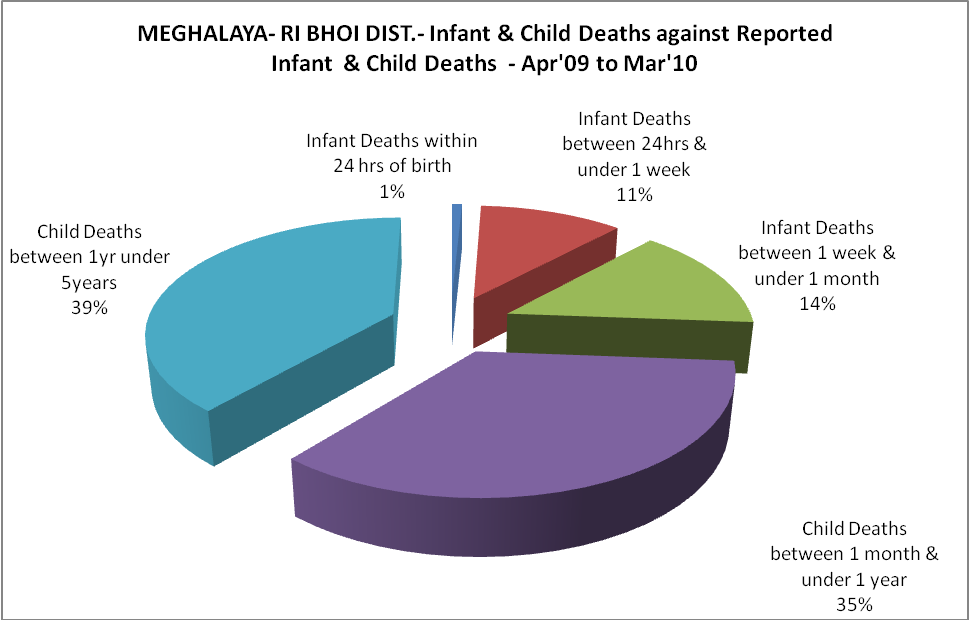 MEGHALAYA- RI BHOI DIST.- Infant & Child Deaths against Reported
Infant & Child Deaths - Apr'09 to Mar'10
Infant Deaths within
24 hrs of birth
1%
Infant Deaths
between 24hrs &
under 1 week
11%
Infant Deaths
between 1 week &
under 1 month
14%
Child Deaths
between 1 month &
under 1 year
35%
Child Deaths
between 1yr under
5years
39%